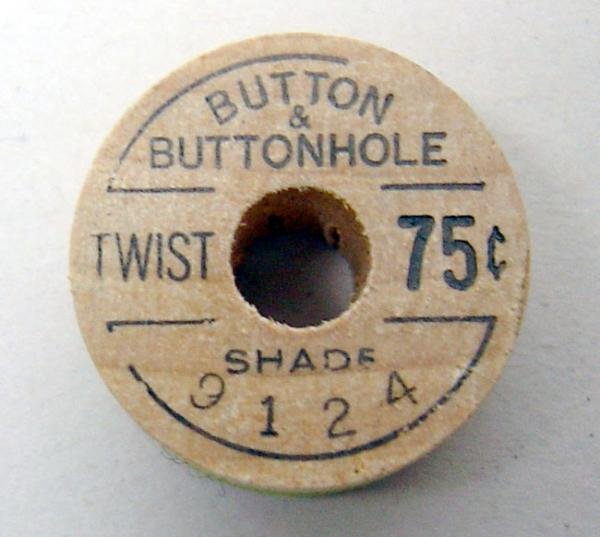 BUTTON
&
BUTTONHOLE
TWIST 75¢
SHADE
9124